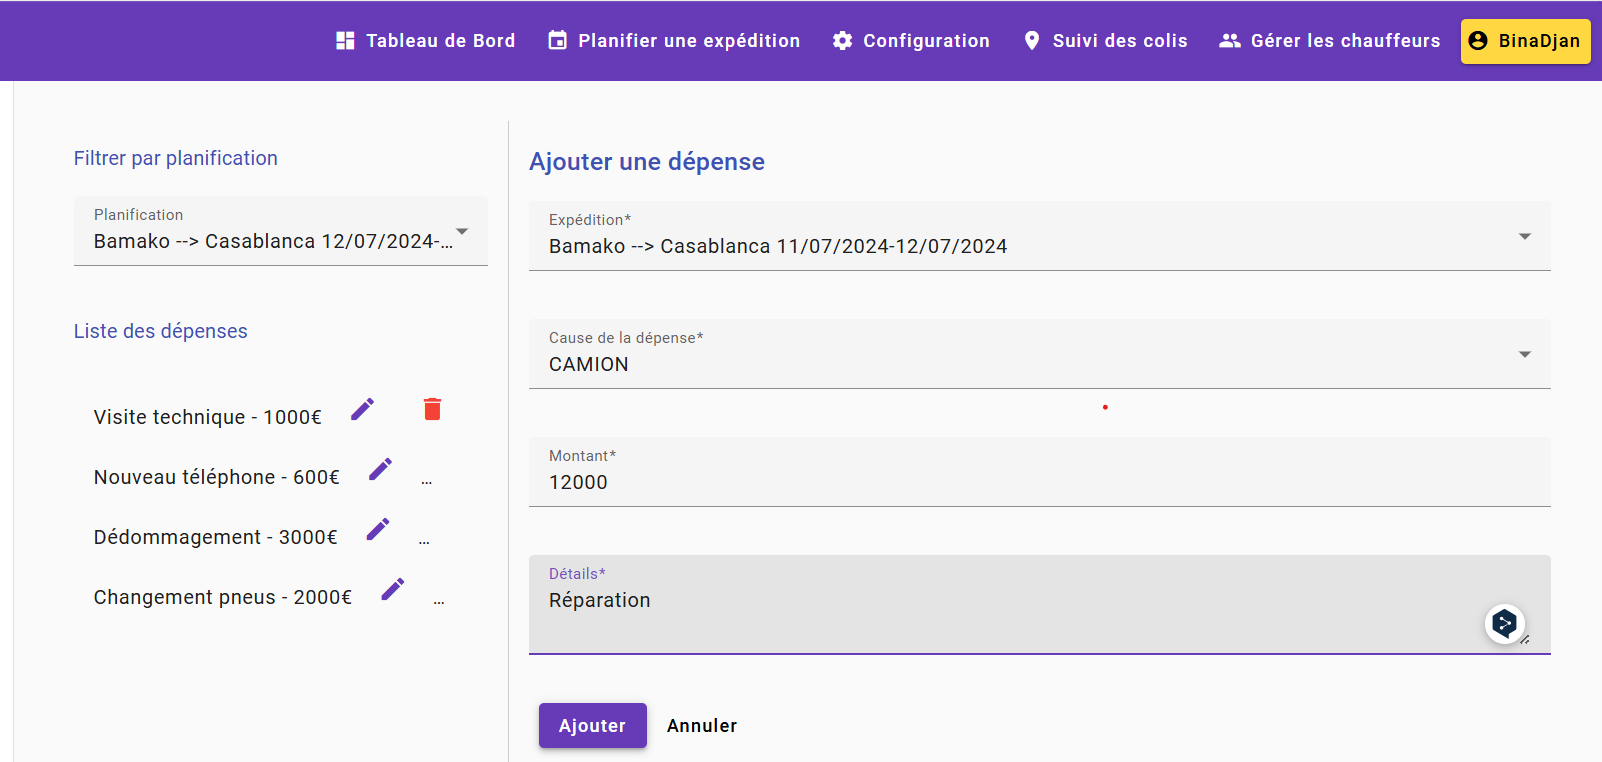 Tableau de Bord
Planifier une expédition
Configuration
Suivi des colis
Gérer les chauffeurs
BinaDjan
Filtrer par planification
Planification
Bamako --> Casablanca 12/07/2024-...
Liste des dépenses
Visite technique - 1000€
Nouveau téléphone - 600€ ...
Dédommagement - 3000€ ...
Changement pneus - 2000€ ...
Ajouter une dépense
Expédition*
Bamako --> Casablanca 11/07/2024-12/07/2024
Cause de la dépense*
CAMION
Montant*
12000
Détails*
Réparation
Ajouter
Annuler